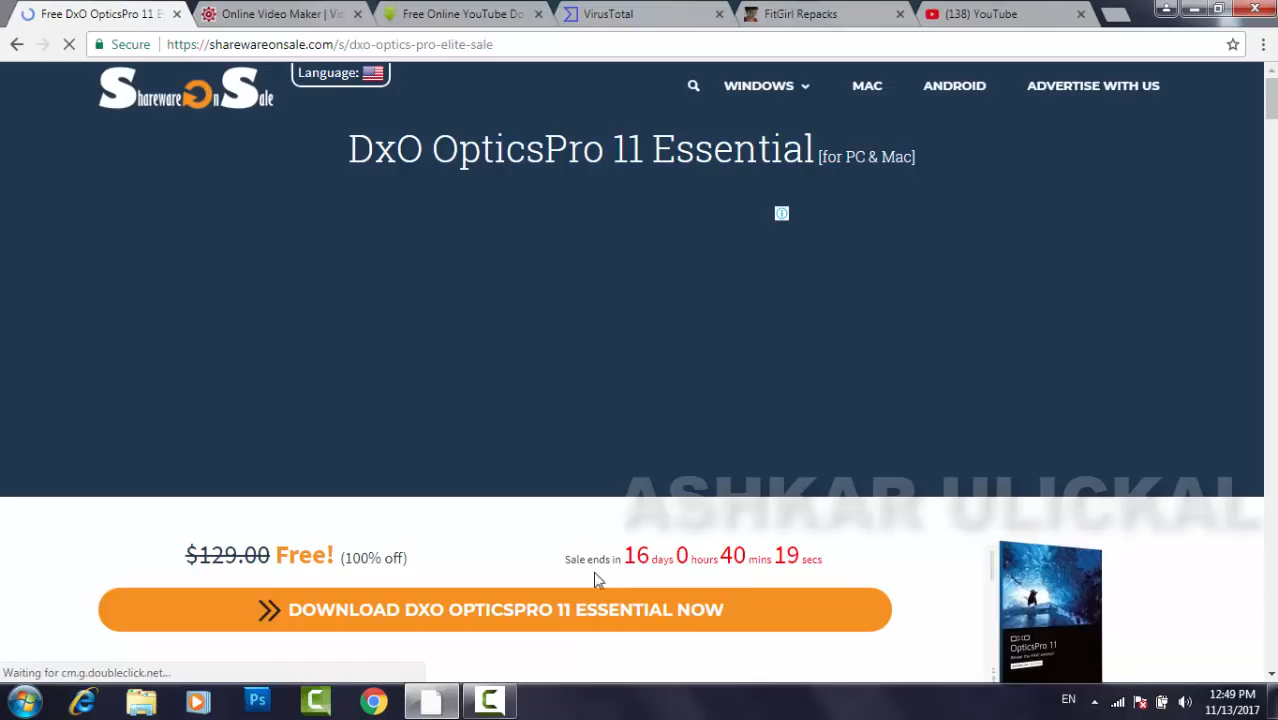 Free DxO OpticsPro 11 E
Online Video Maker | Vi
Free Online YouTube Do
VirusTotal
FitGirl Repacks
(138) YouTube
Secure
https://sharewareonsale.com/s/dxo-optics-pro-elite-sale
Shareware On Sale
Language:
WINDOWS
MAC
ANDROID
ADVERTISE WITH US
DxO OpticsPro 11 Essential [for PC & Mac]
ASHKAR ULICKAL
$129.00 Free! (100% off)
Sale ends in 16 days 0 hours 40 mins 19 secs
DOWNLOAD DXO OPTICSPRO 11 ESSENTIAL NOW
DXO
OpticsPro 11
Waiting for cm.g.doubleclick.net...
Ps
EN
12:49 PM
11/13/2017